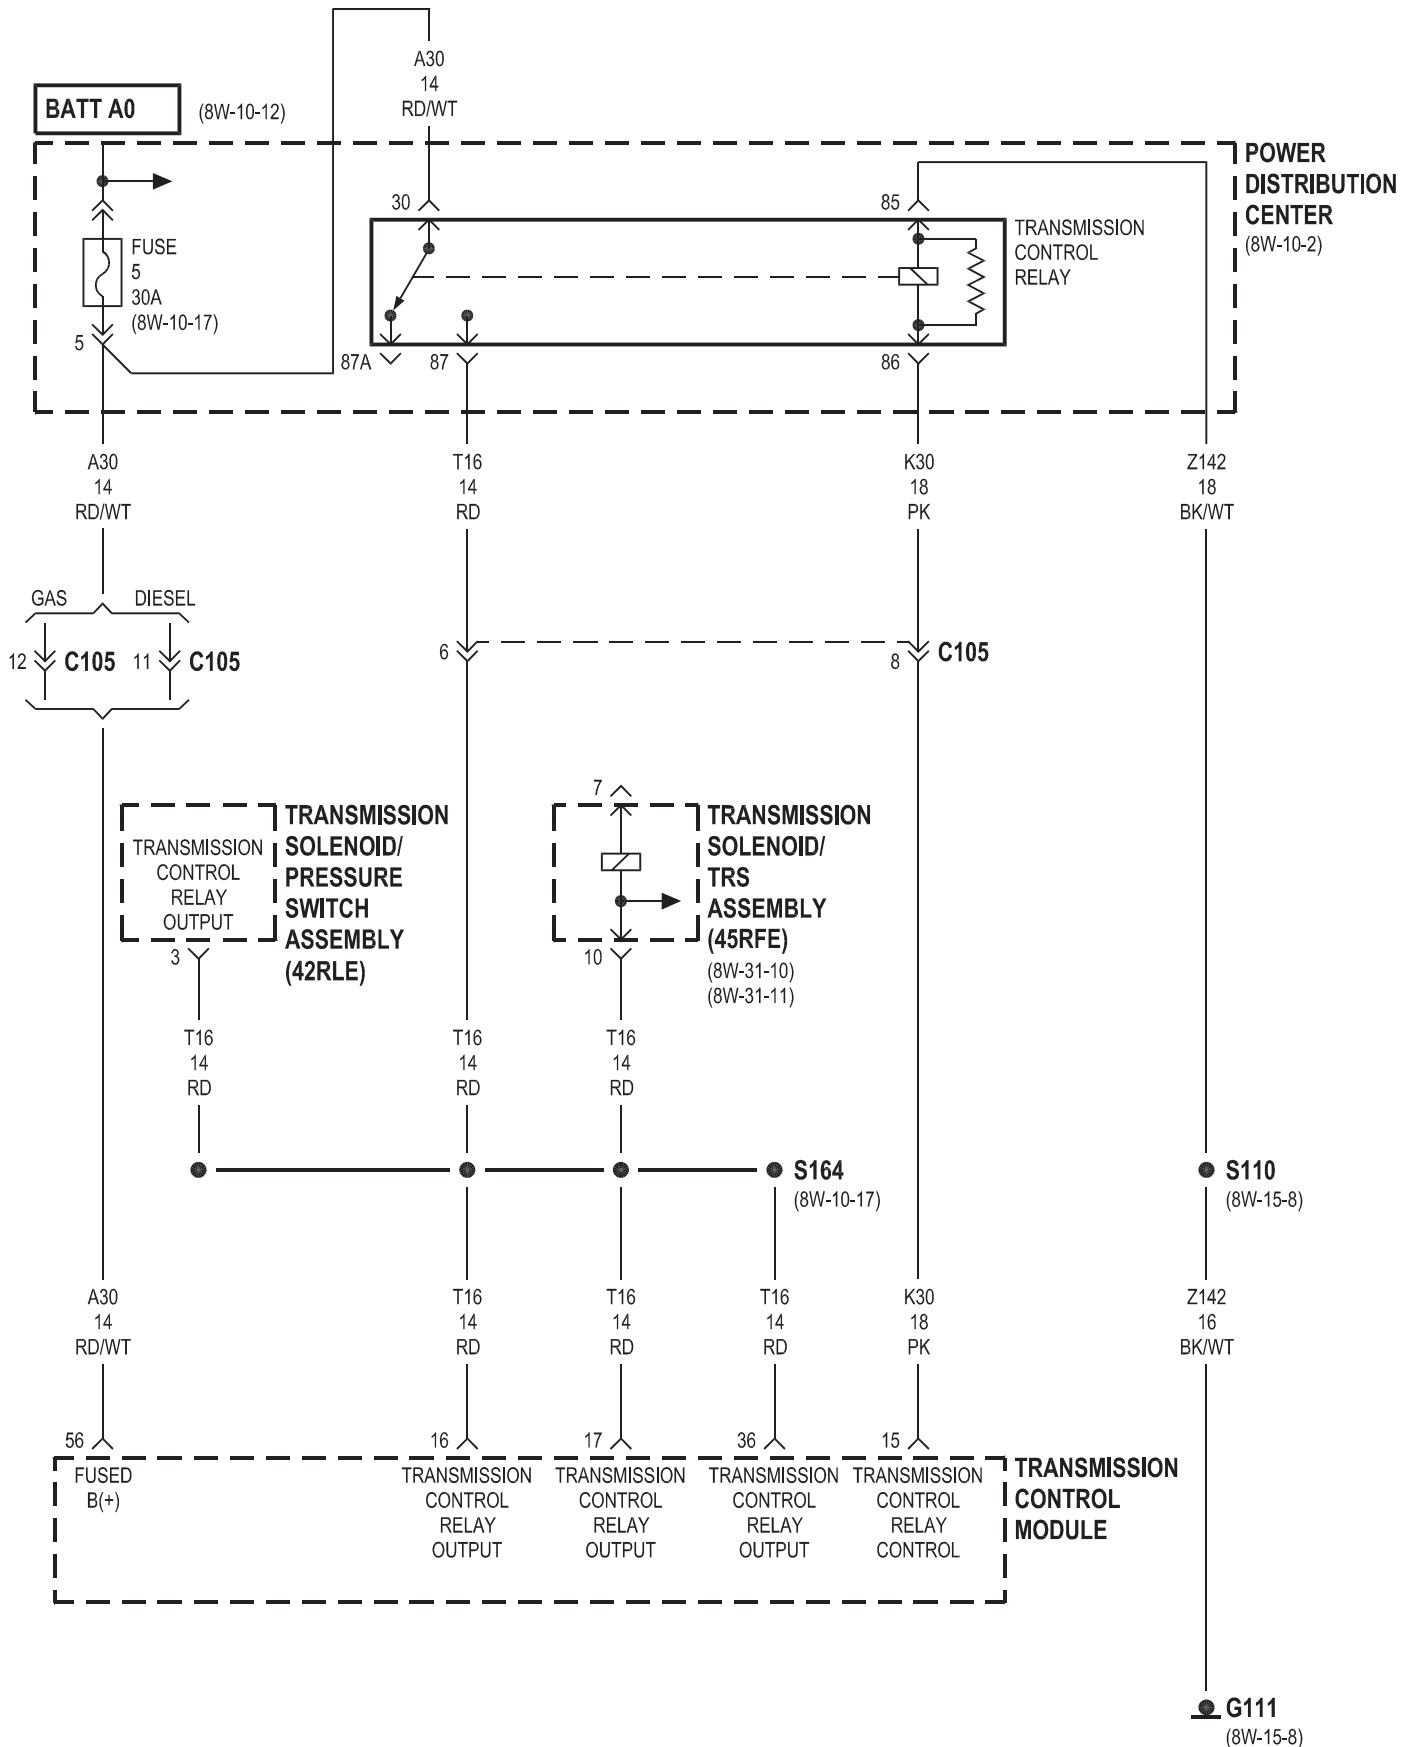 A30
14
RD/WT
BATT A0
(8W-10-12)
POWER
DISTRIBUTION
CENTER
(8W-10-2)
30
85
FUSE
5
30A
(8W-10-17)
TRANSMISSION
CONTROL
RELAY
5
87A
87
86
A30
14
RD/WT
T16
14
RD
K30
18
PK
Z142
18
BK/WT
GAS
DIESEL
12
C105
11
C105
6
8
C105
TRANSMISSION
CONTROL
RELAY
OUTPUT
TRANSMISSION
SOLENOID/
PRESSURE
SWITCH
ASSEMBLY
(42RLE)
3
7
TRANSMISSION
SOLENOID/
TRS
ASSEMBLY
(45RFE)
(8W-31-10)
(8W-31-11)
10
T16
14
RD
T16
14
RD
T16
14
RD
S164
(8W-10-17)
S110
(8W-15-8)
A30
14
RD/WT
T16
14
RD
T16
14
RD
T16
14
RD
K30
18
PK
Z142
16
BK/WT
56
16
17
36
15
FUSED
B(+)
TRANSMISSION
CONTROL
RELAY
OUTPUT
TRANSMISSION
CONTROL
RELAY
OUTPUT
TRANSMISSION
CONTROL
RELAY
OUTPUT
TRANSMISSION
CONTROL
RELAY
CONTROL
TRANSMISSION
CONTROL
MODULE
G111
(8W-15-8)